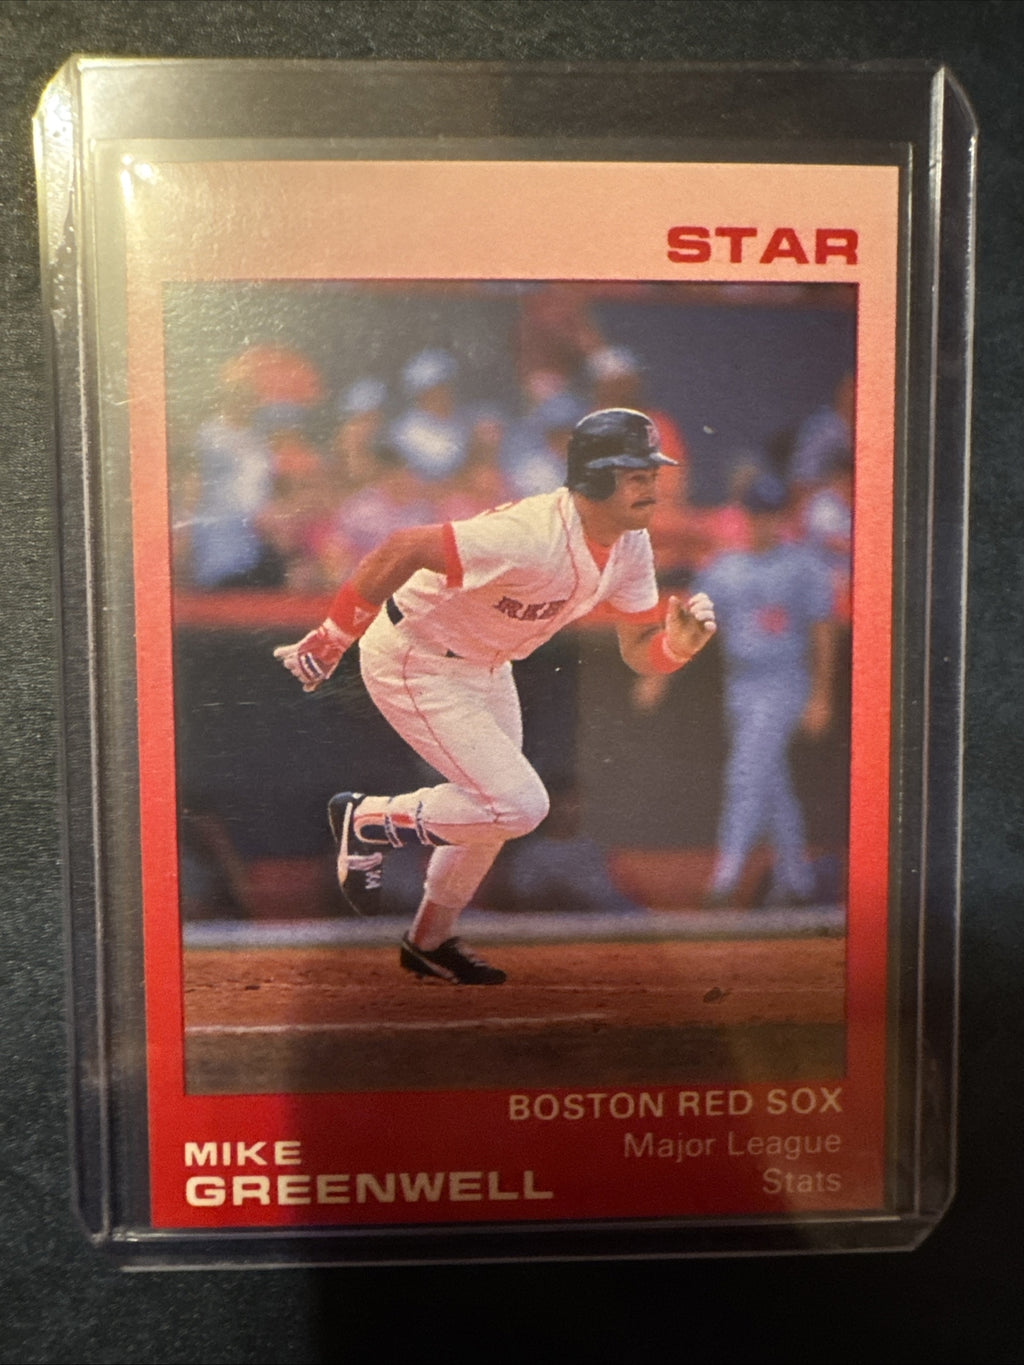 STAR
BOSTON RED SOX
Major League
Stats
MIKE
GREENWELL